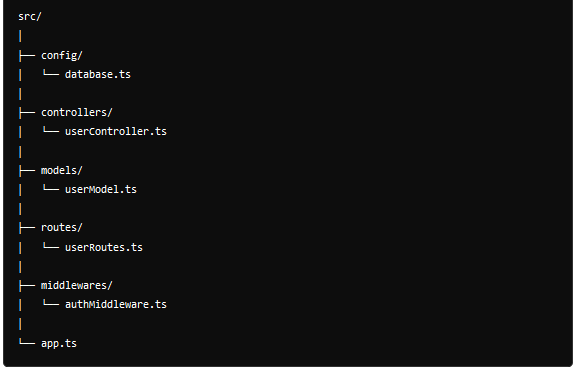 src/
│
├── config/
│   └── database.ts
│
├── controllers/
│   └── userController.ts
│
├── models/
│   └── userModel.ts
│
├── routes/
│   └── userRoutes.ts
│
├── middlewares/
│   └── authMiddleware.ts
│
└── app.ts